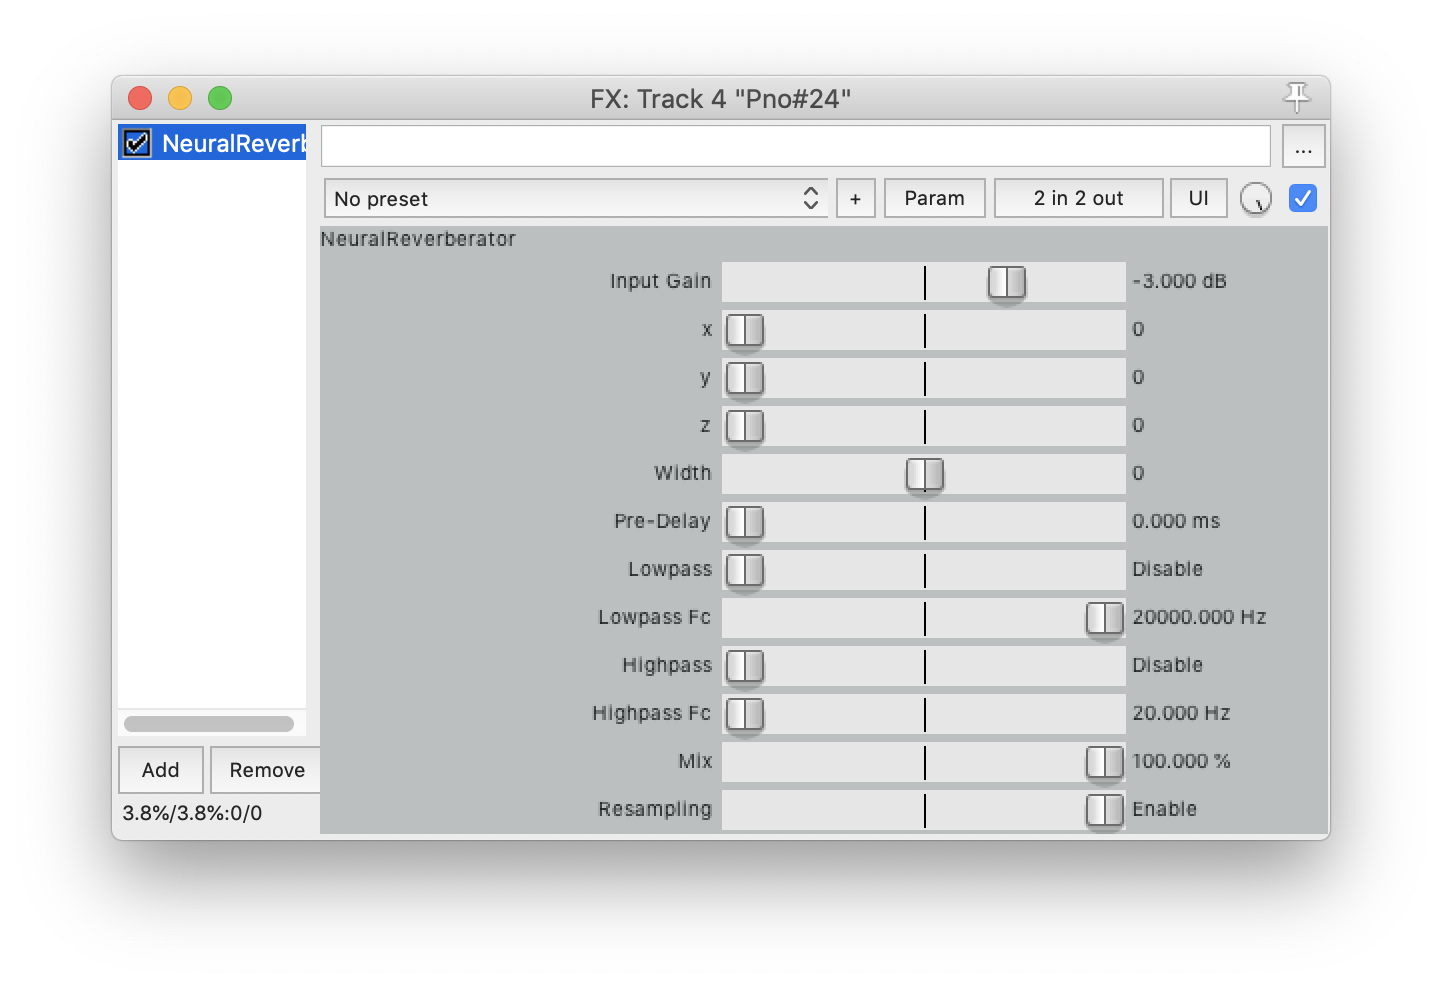 FX: Track 4 "Pno#24"
NeuralReverb
...
No preset
+
Param
2 in 2 out
UI
NeuralReverberator
Input Gain -3.000 dB
x 0
y 0
z 0
Width 0
Pre-Delay 0.000 ms
Lowpass Disable
Lowpass Fc 20000.000 Hz
Highpass Disable
Highpass Fc 20.000 Hz
Mix 100.000 %
Resampling Enable
Add
Remove
3.8%/3.8%:0/0